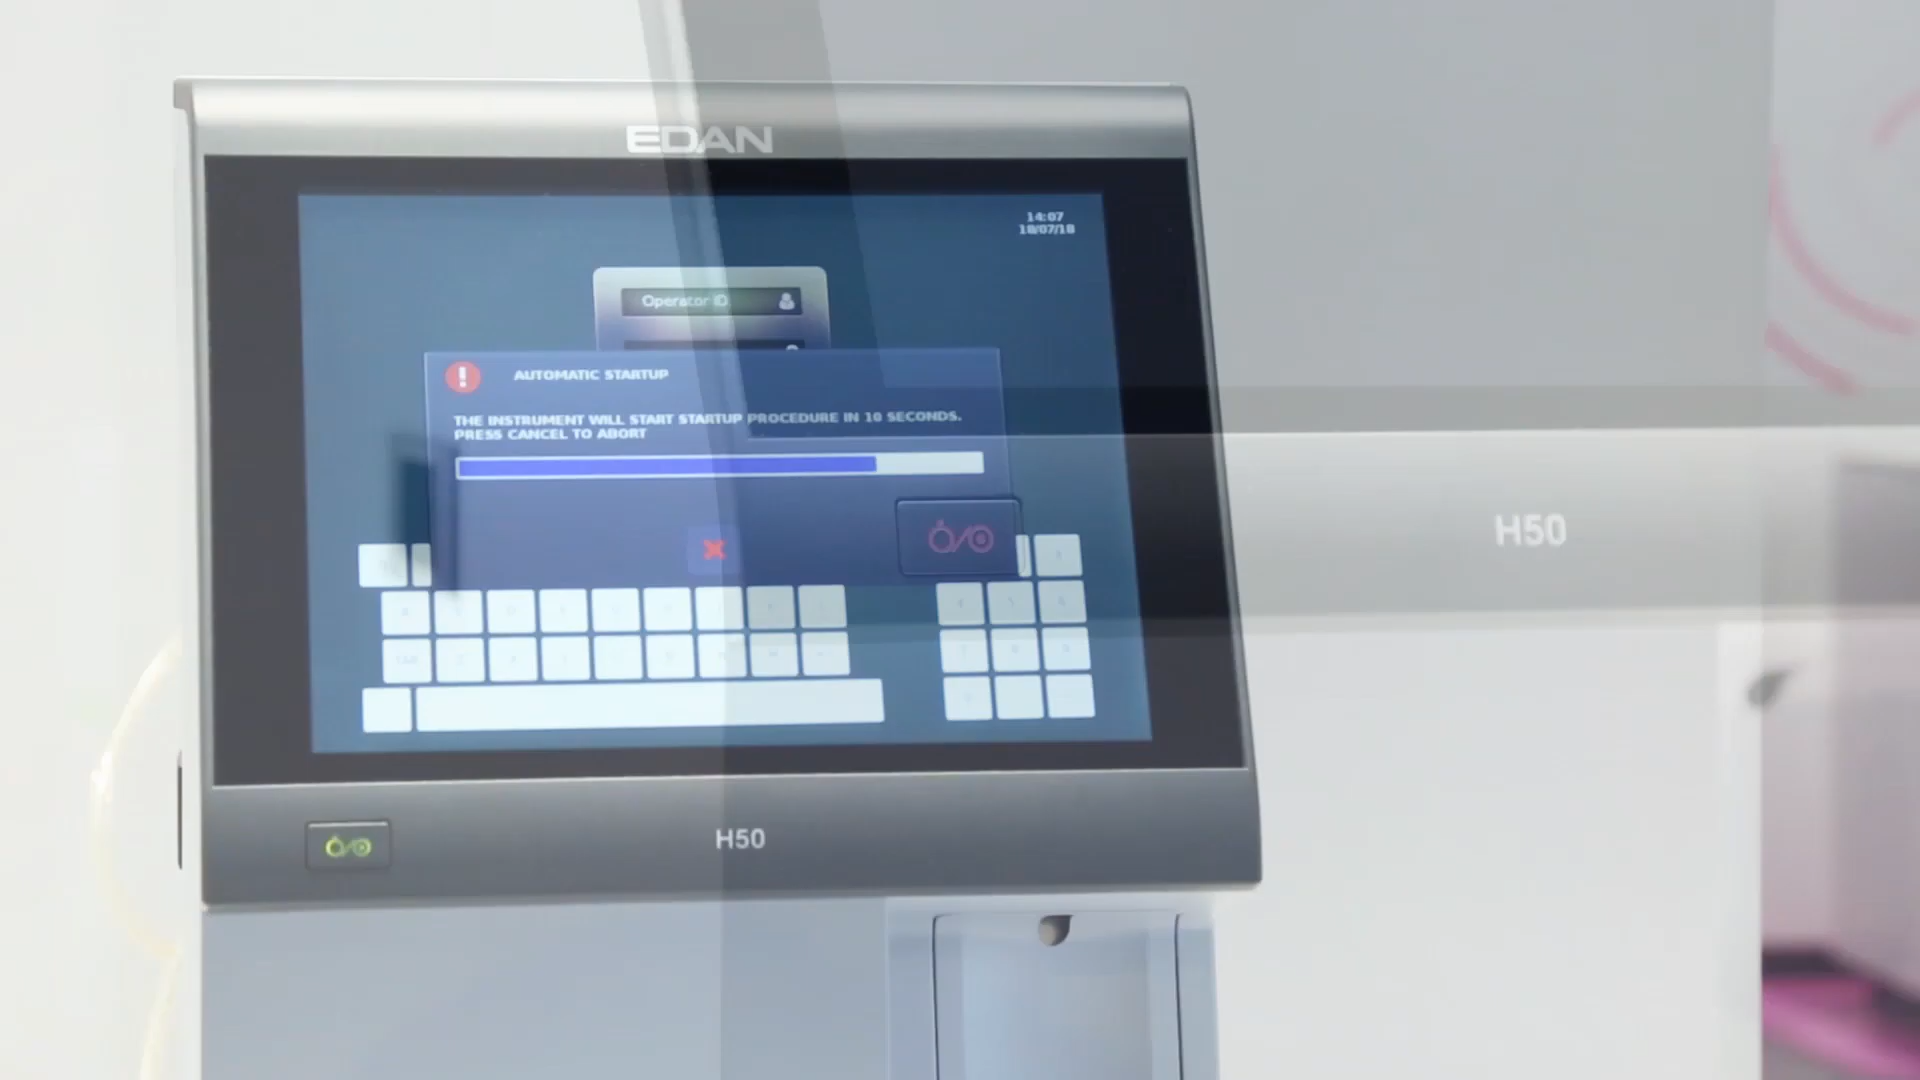 EDAN
14:07
18/07/18
Operator ID
AUTOMATIC STARTUP
THE INSTRUMENT WILL START STARTUP PROCEDURE IN 10 SECONDS.
PRESS CANCEL TO ABORT
H50
H50